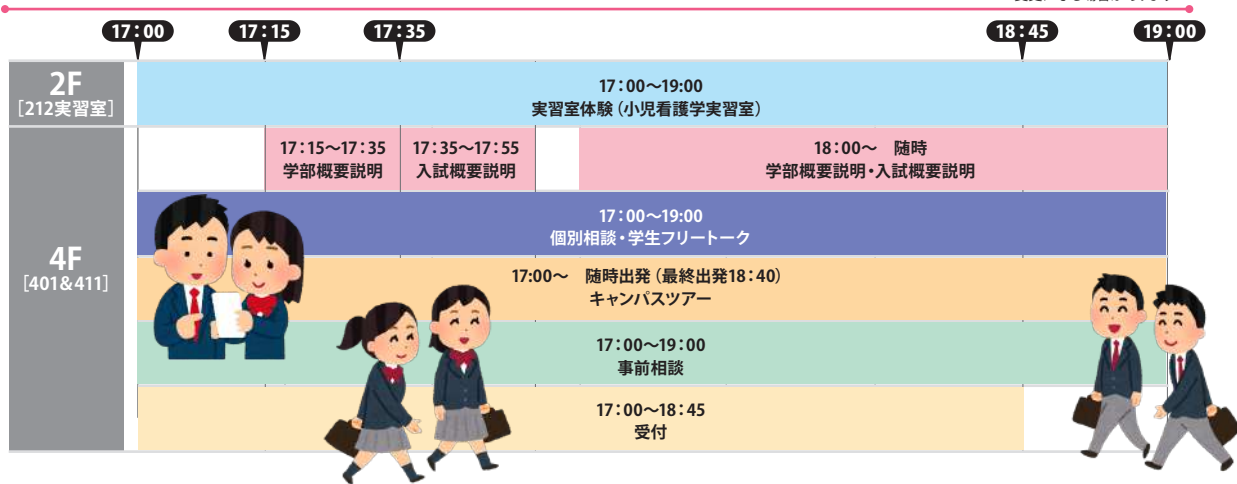 17：00 17：15 17：35 18：45 19：00
2F
［212実習室］
17：00〜19:00
実習室体験（小児看護学実習室）
17：15〜17：35
学部概要説明
17：35〜17：55
入試概要説明
18：00〜 随時
学部概要説明・入試概要説明
4F
［401&411］
17：00〜19:00
個別相談・学生フリートーク
17:00〜 随時出発（最終出発18：40）
キャンパスツアー
17：00〜19：00
事前相談
17：00〜18：45
受付